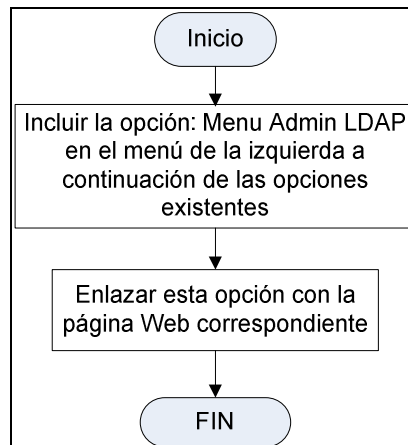 Inicio
Incluir la opción: Menu Admin LDAP
en el menú de la izquierda a
continuación de las opciones
existentes
Enlazar esta opción con la
página Web correspondiente
FIN